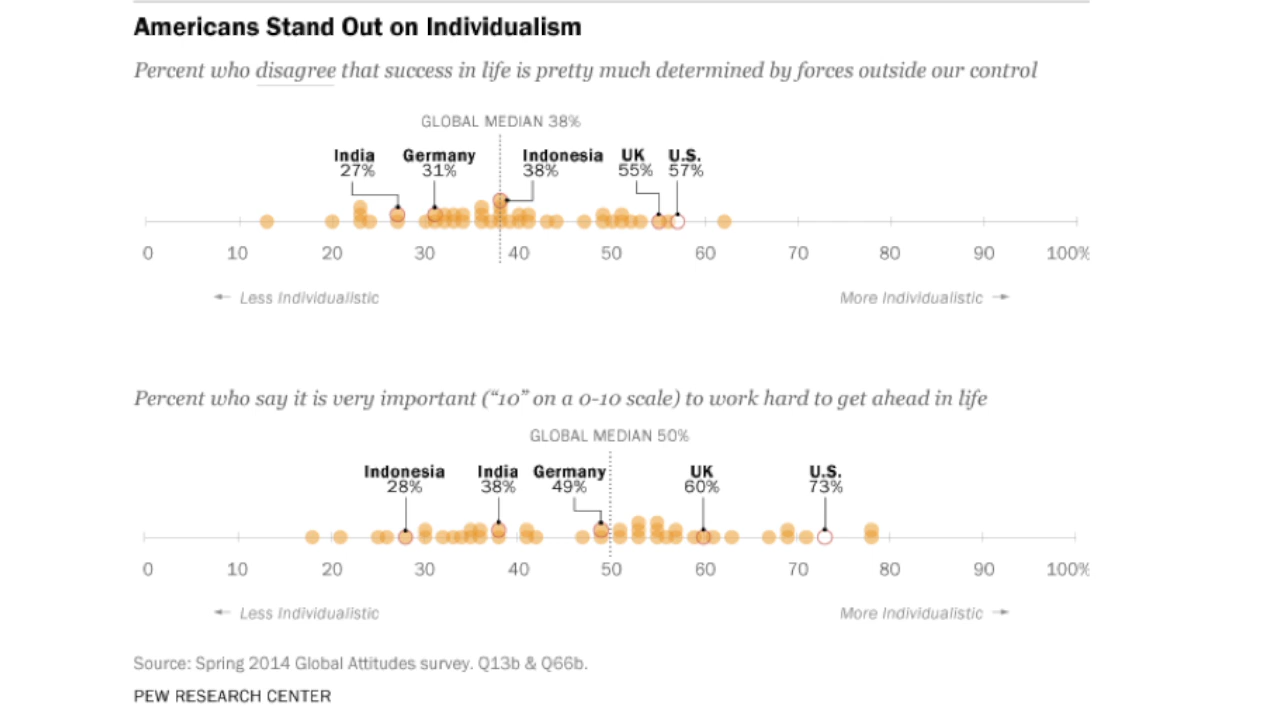 Americans Stand Out on Individualism
Percent who disagree that success in life is pretty much determined by forces outside our control
GLOBAL MEDIAN 38%
India Germany Indonesia UK U.S.
27% 31% 38% 55% 57%
0 10 20 30 40 50 60 70 80 90 100%
Less Individualistic More Individualistic
Percent who say it is very important (“10” on a 0-10 scale) to work hard to get ahead in life
GLOBAL MEDIAN 50%
Indonesia India Germany UK U.S.
28% 38% 49% 60% 73%
0 10 20 30 40 50 60 70 80 90 100%
Less Individualistic More Individualistic
Source: Spring 2014 Global Attitudes survey. Q13b & Q66b.
PEW RESEARCH CENTER